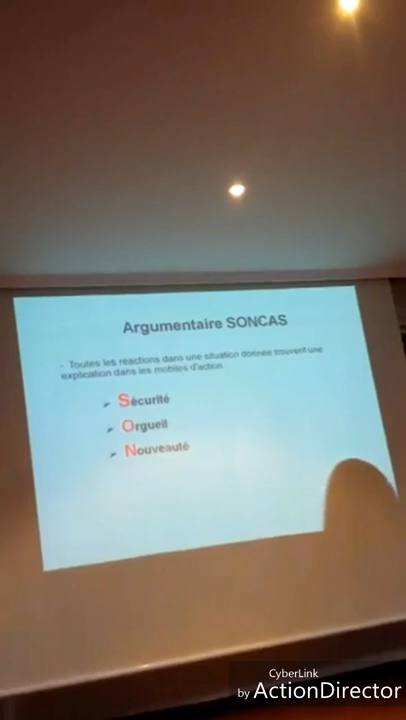 Argumentaire SONCAS
- Toutes les réactions dans une situation donnée trouvent une
explication dans les mobiles d'action
➢ Sécurité
➢ Orgueil
➢ Nouveauté
CyberLink
by ActionDirector